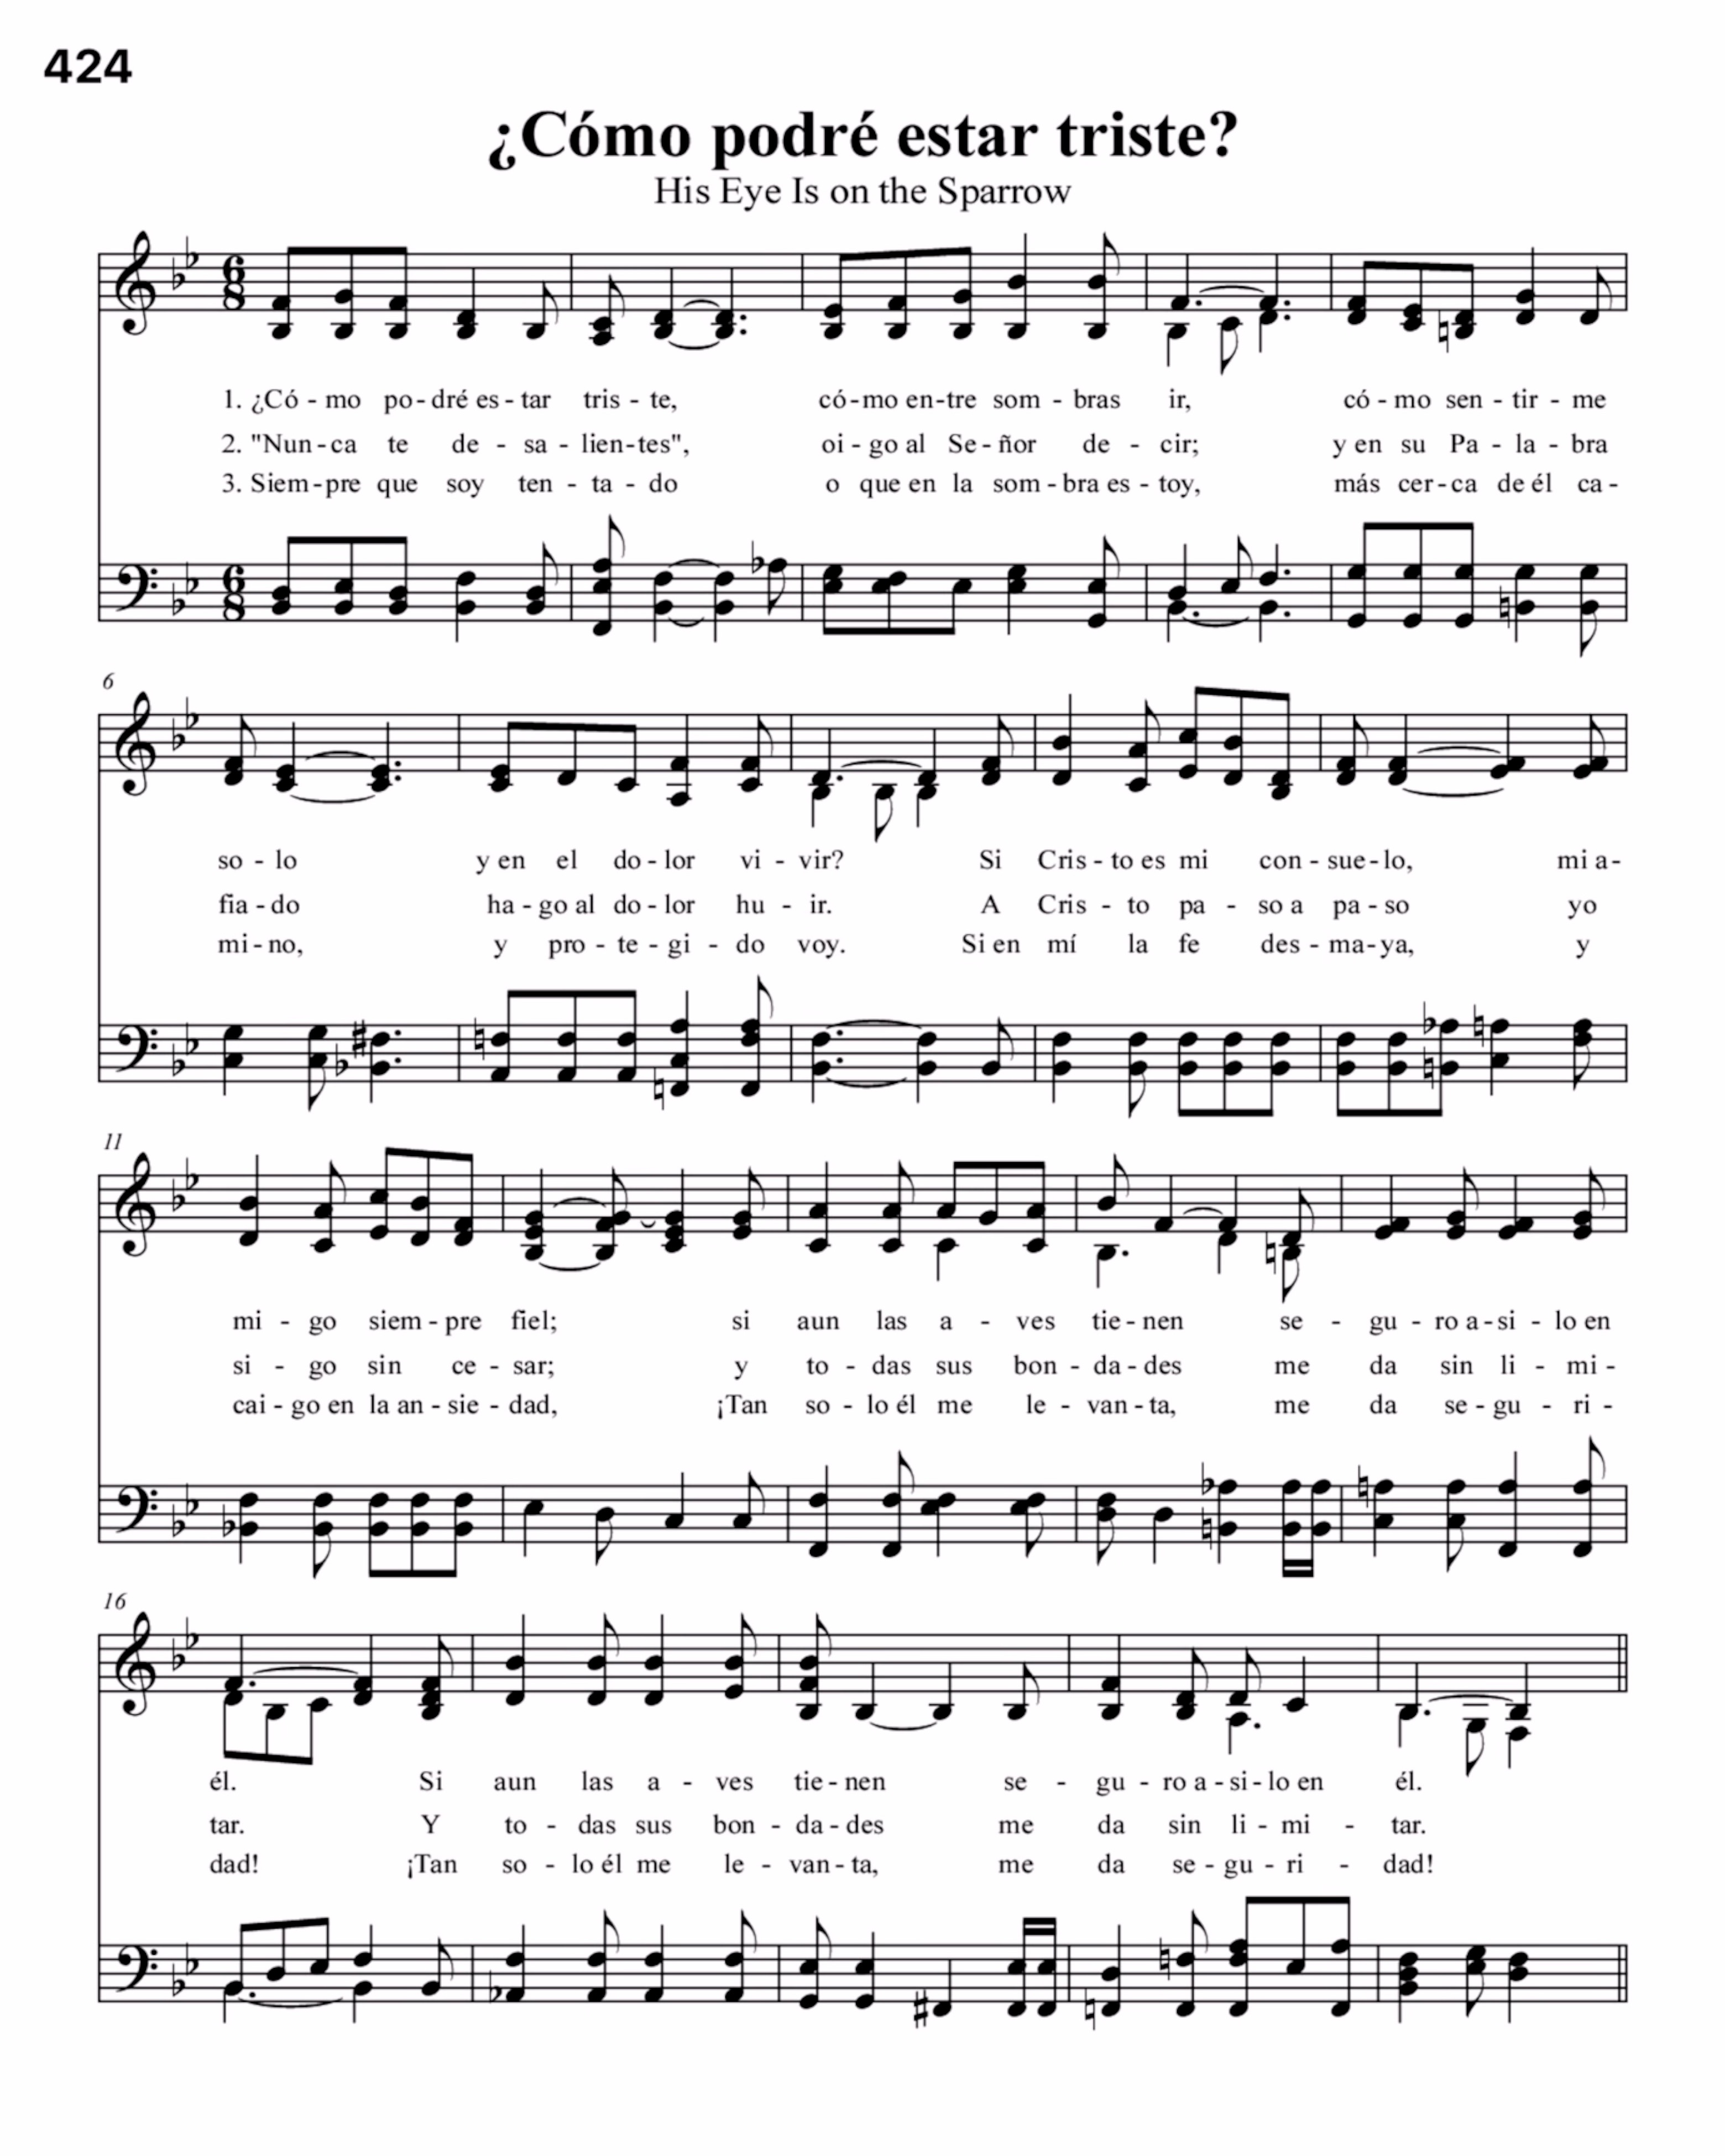 424
¿Cómo podré estar triste?
His Eye Is on the Sparrow
6 8
1. ¿Có - mo po - dré es - tar tris - te, có - mo en - tre som - bras ir, có - mo sen - tir - me
2. "Nun - ca te de - sa - lien - tes", oi - go al Se - ñor de - cir; y en su Pa - la - bra
3. Siem - pre que soy ten - ta - do o que en la som - bra es - toy, más cer - ca de él ca -
6 8
6
so - lo y en el do - lor vi - vir? Si Cris - to es mi con - sue - lo, mi a -
fia - do ha - go al do - lor hu - ir. A Cris - to pa - so a pa - so yo
mi - no, y pro - te - gi - do voy. Si en mí la fe des - ma - ya, y
11
mi - go siem - pre fiel; si aun las a - ves tie - nen se - gu - ro a - si - lo en
si - go sin ce - sar; y to - das sus bon - da - des me da sin li - mi -
cai - go en la an - sie - dad, ¡Tan so - lo él me le - van - ta, me da se - gu - ri -
16
él. Si aun las a - ves tie - nen se - gu - ro a - si - lo en él.
tar. Y to - das sus bon - da - des me da sin li - mi - tar.
dad! ¡Tan so - lo él me le - van - ta, me da se - gu - ri - dad!